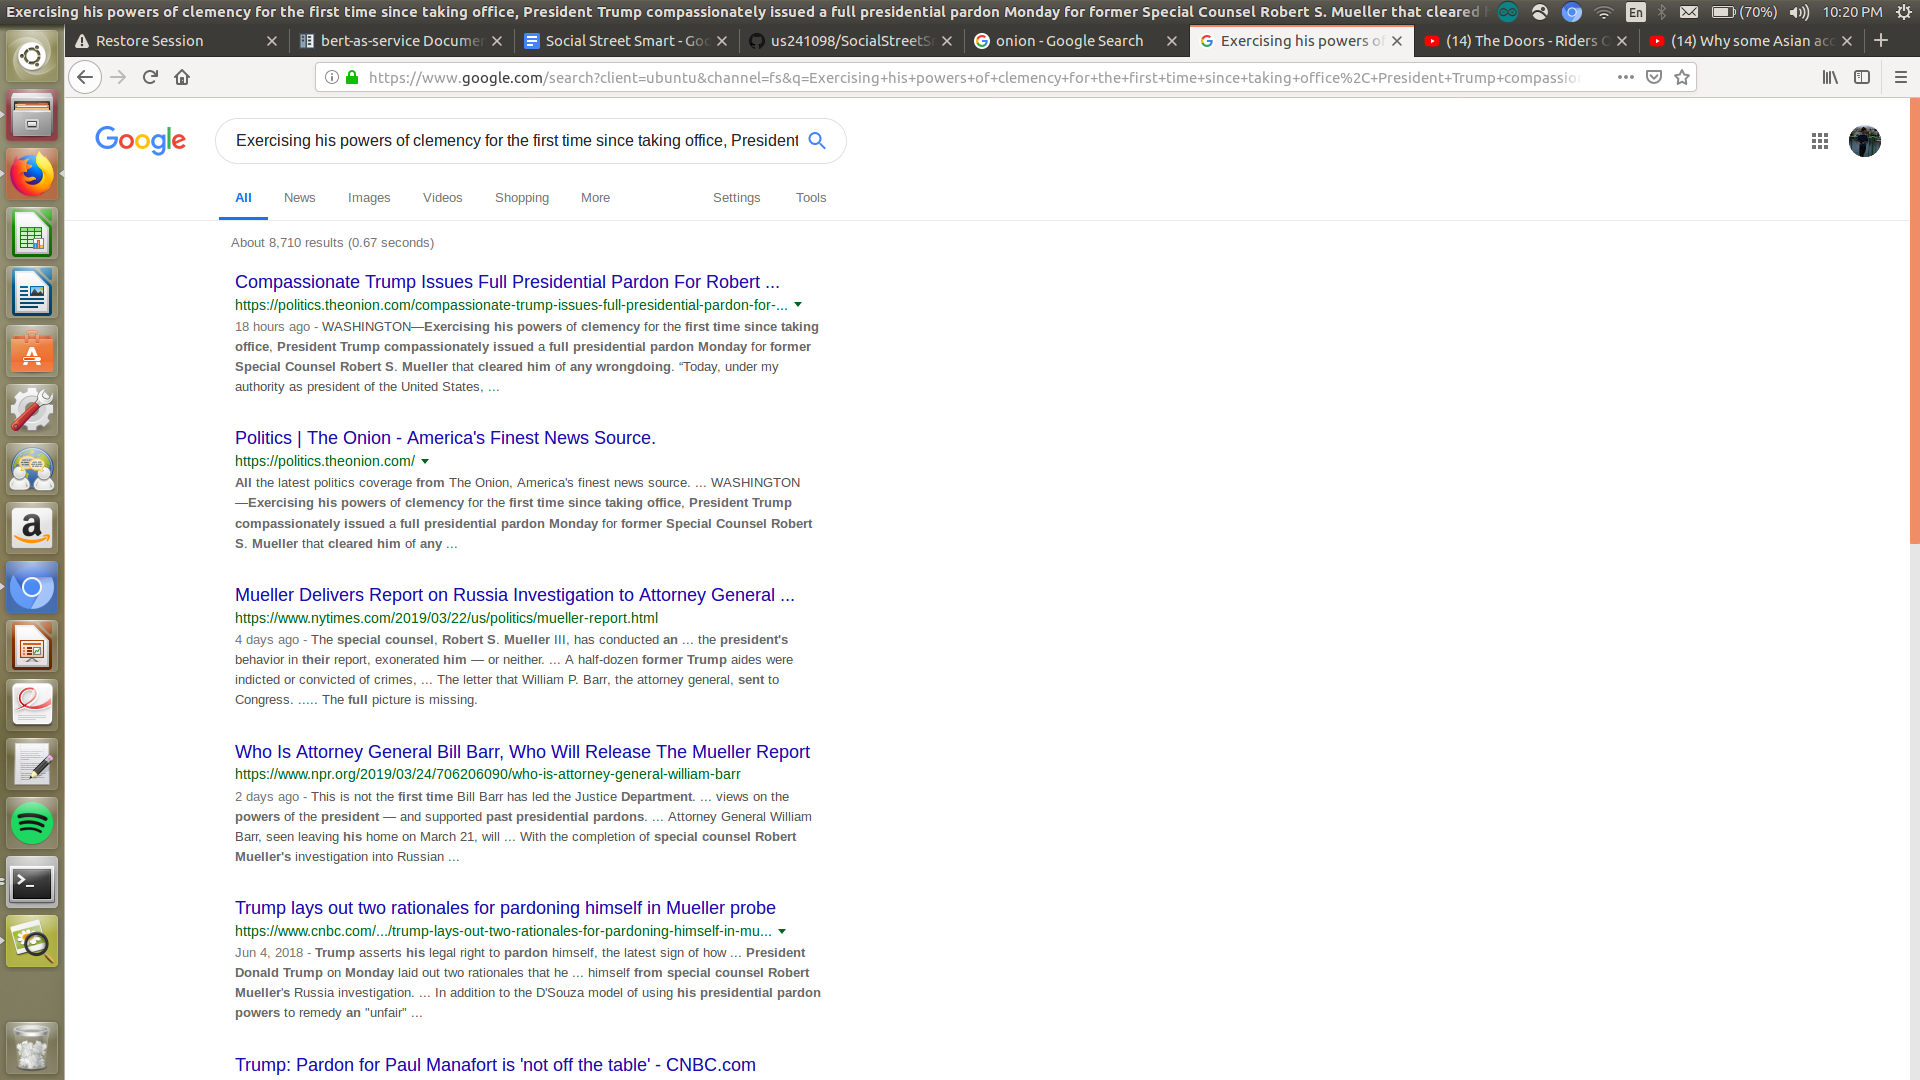 Exercising his powers of clemency for the first time since taking office, President Trump compassionately issued a full presidential pardon Monday for former Special Counsel Robert S. Mueller that cleared
En
(70%)
10:20 PM
Restore Session
bert-as-service Documen
Social Street Smart - Goo
us241098/SocialStreetS
onion - Google Search
Exercising his powers of
(14) The Doors - Riders O
(14) Why some Asian acc
https://www.google.com/search?client=ubuntu&channel=fs&q=Exercising+his+powers+of+clemency+for+the+first+time+since+taking+office%2C+President+Trump+compassio
Google
Exercising his powers of clemency for the first time since taking office, President
All
News
Images
Videos
Shopping
More
Settings
Tools
About 8,710 results (0.67 seconds)
Compassionate Trump Issues Full Presidential Pardon For Robert ...
https://politics.theonion.com/compassionate-trump-issues-full-presidential-pardon-for-...
18 hours ago - WASHINGTON—Exercising his powers of clemency for the first time since taking
office, President Trump compassionately issued a full presidential pardon Monday for former
Special Counsel Robert S. Mueller that cleared him of any wrongdoing. “Today, under my
authority as president of the United States, ...
Politics | The Onion - America's Finest News Source.
https://politics.theonion.com/
All the latest politics coverage from The Onion, America's finest news source. ... WASHINGTON
—Exercising his powers of clemency for the first time since taking office, President Trump
compassionately issued a full presidential pardon Monday for former Special Counsel Robert
S. Mueller that cleared him of any ...
Mueller Delivers Report on Russia Investigation to Attorney General ...
https://www.nytimes.com/2019/03/22/us/politics/mueller-report.html
4 days ago - The special counsel, Robert S. Mueller III, has conducted an ... the president's
behavior in their report, exonerated him — or neither. ... A half-dozen former Trump aides were
indicted or convicted of crimes, ... The letter that William P. Barr, the attorney general, sent to
Congress. ..... The full picture is missing.
Who Is Attorney General Bill Barr, Who Will Release The Mueller Report
https://www.npr.org/2019/03/24/706206090/who-is-attorney-general-william-barr
2 days ago - This is not the first time Bill Barr has led the Justice Department. ... views on the
powers of the president — and supported past presidential pardons. ... Attorney General William
Barr, seen leaving his home on March 21, will ... With the completion of special counsel Robert
Mueller's investigation into Russian ...
Trump lays out two rationales for pardoning himself in Mueller probe
https://www.cnbc.com/.../trump-lays-out-two-rationales-for-pardoning-himself-in-mu...
Jun 4, 2018 - Trump asserts his legal right to pardon himself, the latest sign of how ... President
Donald Trump on Monday laid out two rationales that he ... himself from special counsel Robert
Mueller's Russia investigation. ... In addition to the D'Souza model of using his presidential pardon
powers to remedy an "unfair" ...
Trump: Pardon for Paul Manafort is 'not off the table' - CNBC.com